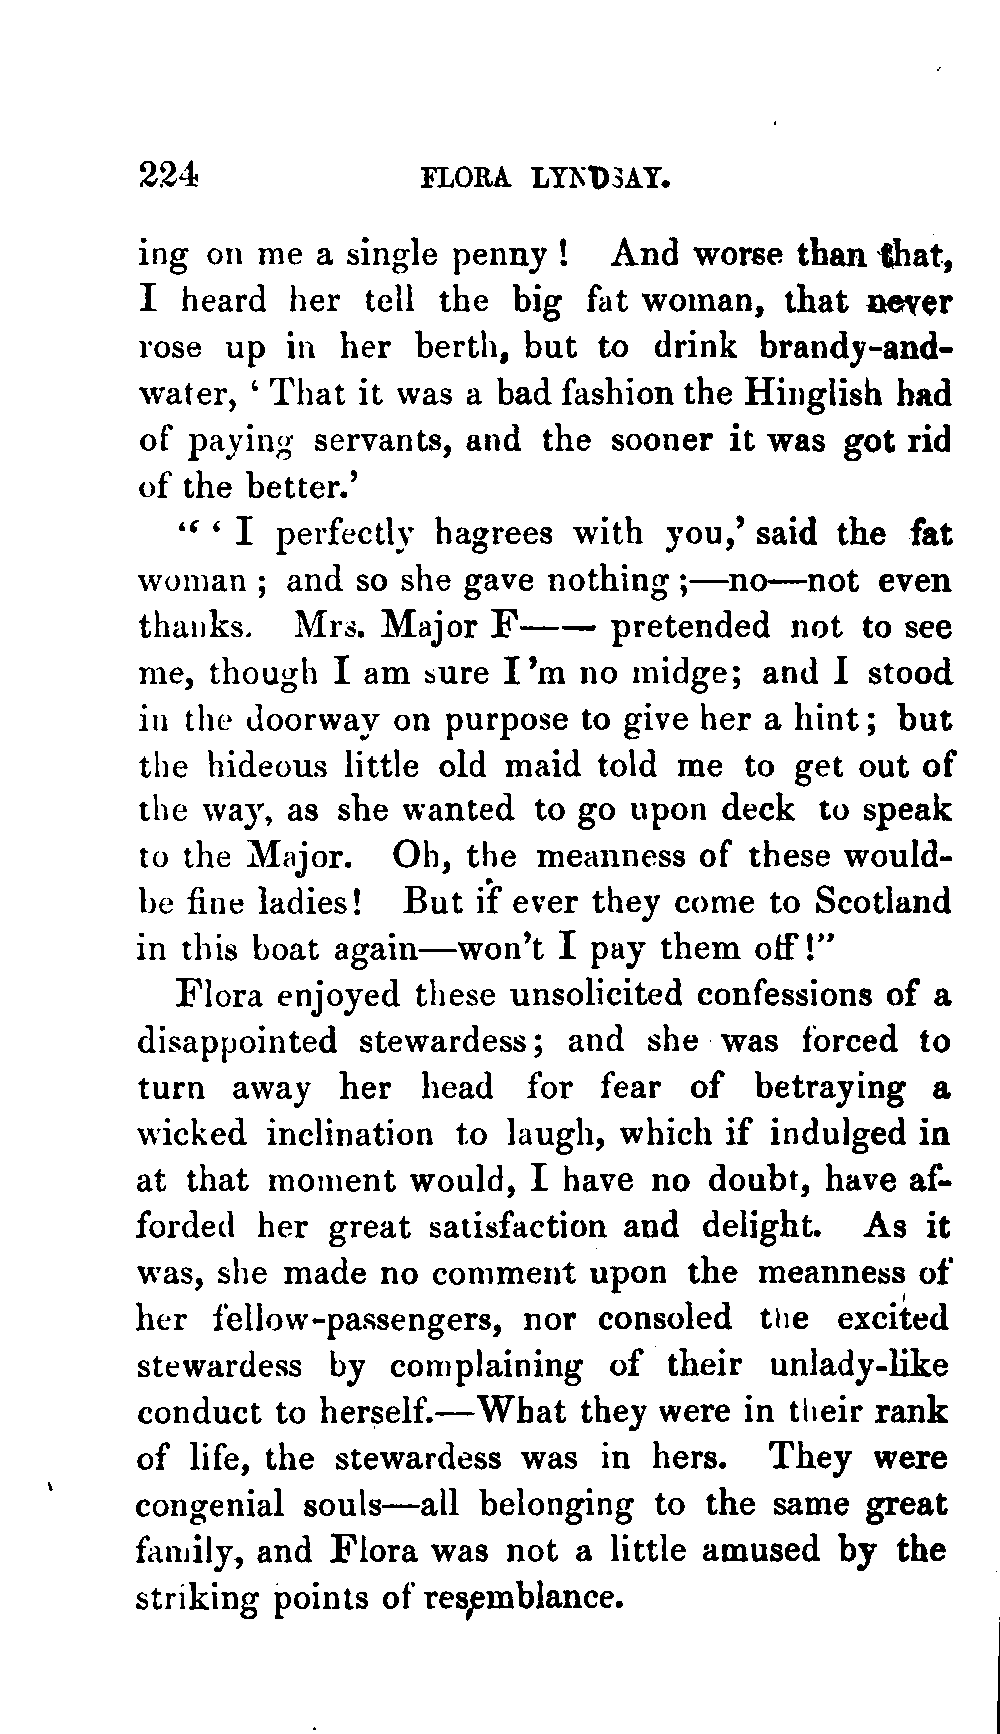 224 FLORA LYNDSAY.
ing on me a single penny ! And worse than that,
I heard her tell the big fat woman, that never
rose up in her berth, but to drink brandy-and-
water, ‘ That it was a bad fashion the Hinglish had
of paying servants, and the sooner it was got rid
of the better.’
“ ‘ I perfectly hagrees with you,’ said the fat
woman ; and so she gave nothing ;—no—not even
thanks. Mrs. Major F—— pretended not to see
me, though I am sure I’m no midge; and I stood
in the doorway on purpose to give her a hint; but
the hideous little old maid told me to get out of
the way, as she wanted to go upon deck to speak
to the Major. Oh, the meanness of these would-
be fine ladies! But if ever they come to Scotland
in this boat again—won’t I pay them off!”
Flora enjoyed these unsolicited confessions of a
disappointed stewardess; and she was forced to
turn away her head for fear of betraying a
wicked inclination to laugh, which if indulged in
at that moment would, I have no doubt, have af-
forded her great satisfaction and delight. As it
was, she made no comment upon the meanness of
her fellow-passengers, nor consoled the excited
stewardess by complaining of their unlady-like
conduct to herself.—What they were in their rank
of life, the stewardess was in hers. They were
congenial souls—all belonging to the same great
family, and Flora was not a little amused by the
striking points of resemblance.